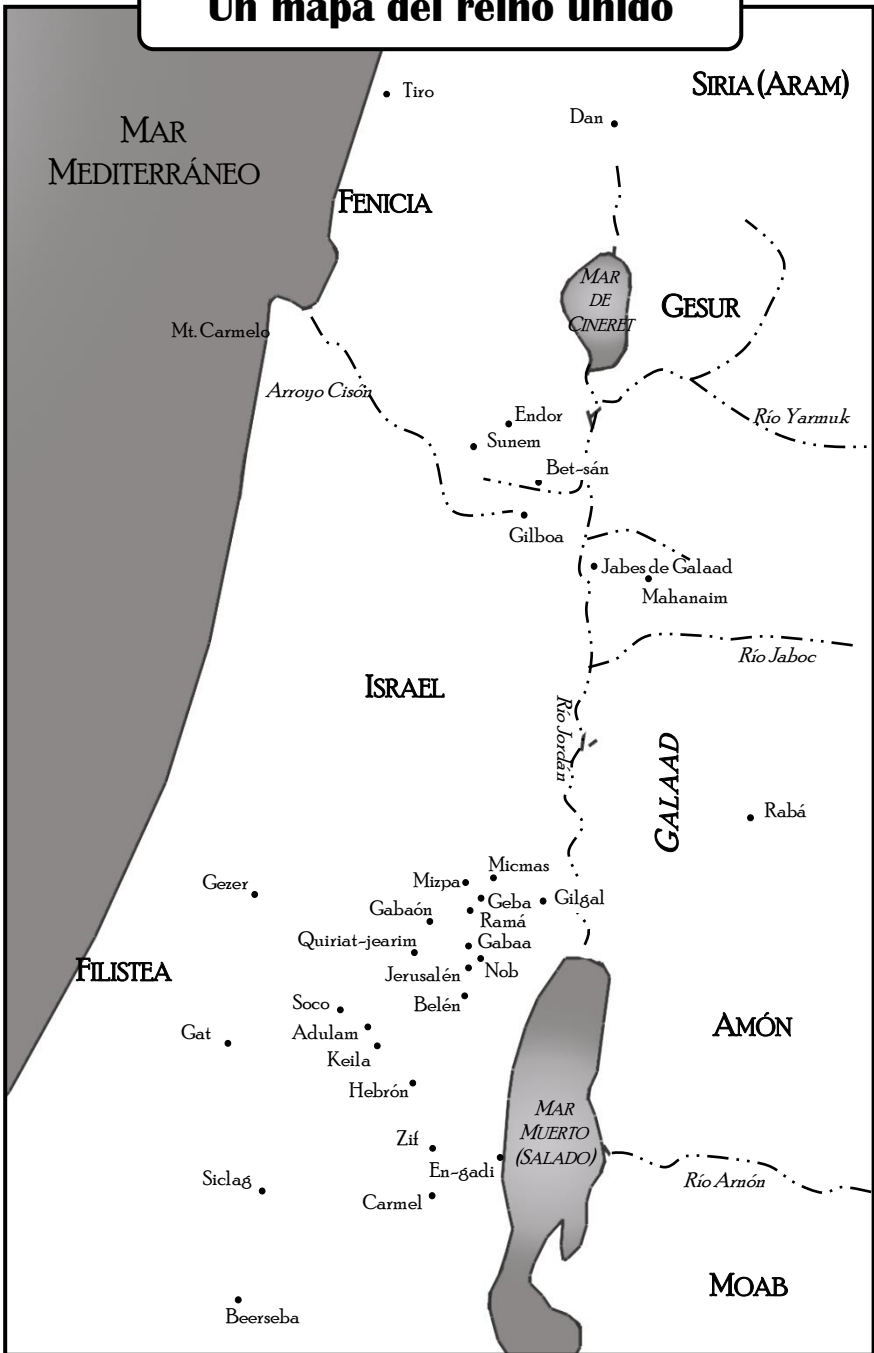 Un mapa del reino unido
Tiro
SIRIA (ARAM)
Dan
MAR
MEDITERRÁNEO
FENICIA
MAR
DE
CINERET
GESUR
Mt. Carmelo
Arroyo Cisón
Endor
Río Yarmuk
Sunem
Bet-sán
Gilboa
Jabes de Galaad
Mahanaim
Río Jaboc
ISRAEL
Río Jordán
GALAAD
Rabá
Micmas
Mizpa
Gezer
Geba
Gilgal
Gabaón
Ramá
Quiriat-jearim
Gabaa
FILISTEA
Jerusalén
Nob
Soco
Belén
Gat
Adulam
AMÓN
Keila
Hebrón
MAR
MUERTO
(SALADO)
Zif
En-gadi
Siclag
Río Arnón
Carmel
MOAB
Beerseba